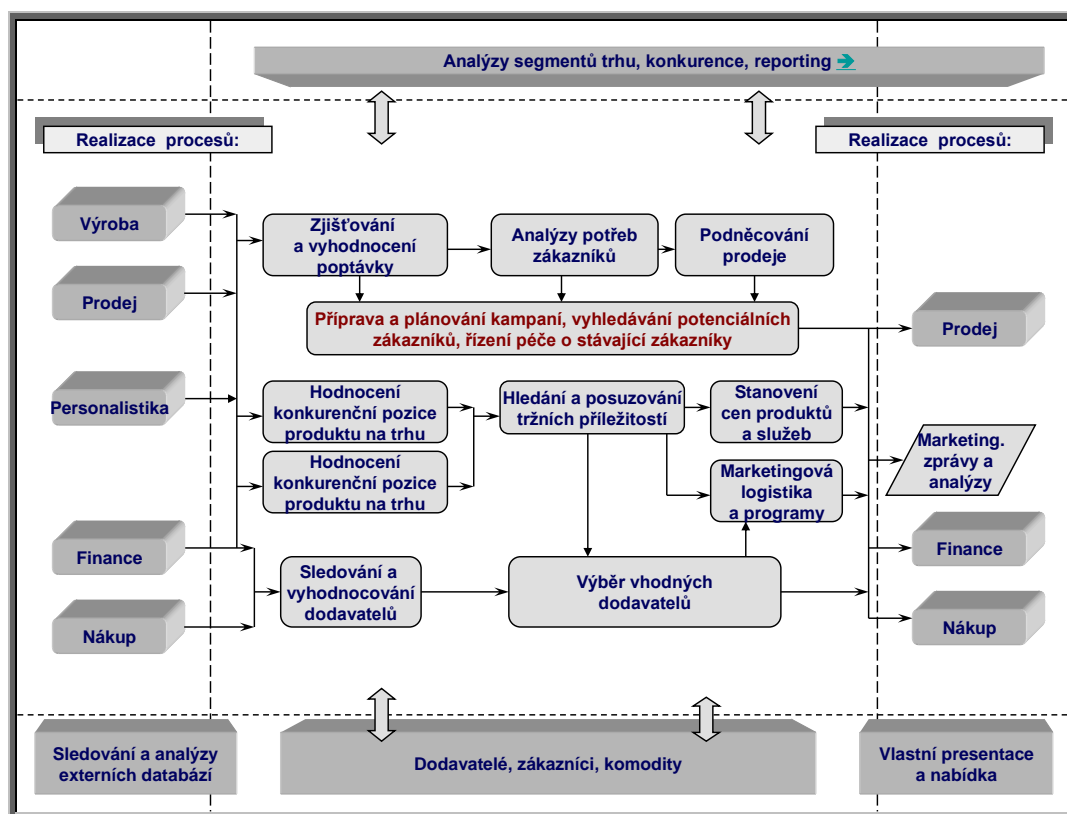 Analýzy segmentů trhu, konkurence, reporting ➔
Realizace procesů:
Realizace procesů:
Výroba
Prodej
Personalistika
Finance
Nákup
Zjišťování
a vyhodnocení
poptávky
Analýzy potřeb
zákazníků
Podněcování
prodeje
Příprava a plánování kampaní, vyhledávání potenciálních
zákazníků, řízení péče o stávající zákazníky
Hodnocení
konkurenční pozice
produktu na trhu
Hledání a posuzování
tržních příležitostí
Stanovení
cen produktů
a služeb
Hodnocení
konkurenční pozice
produktu na trhu
Marketingová
logistika
a programy
Sledování a
vyhodnocování
dodavatelů
Výběr vhodných
dodavatelů
Prodej
Marketing.
zprávy a
analýzy
Finance
Nákup
Sledování a analýzy
externích databází
Dodavatelé, zákazníci, komodity
Vlastní presentace
a nabídka